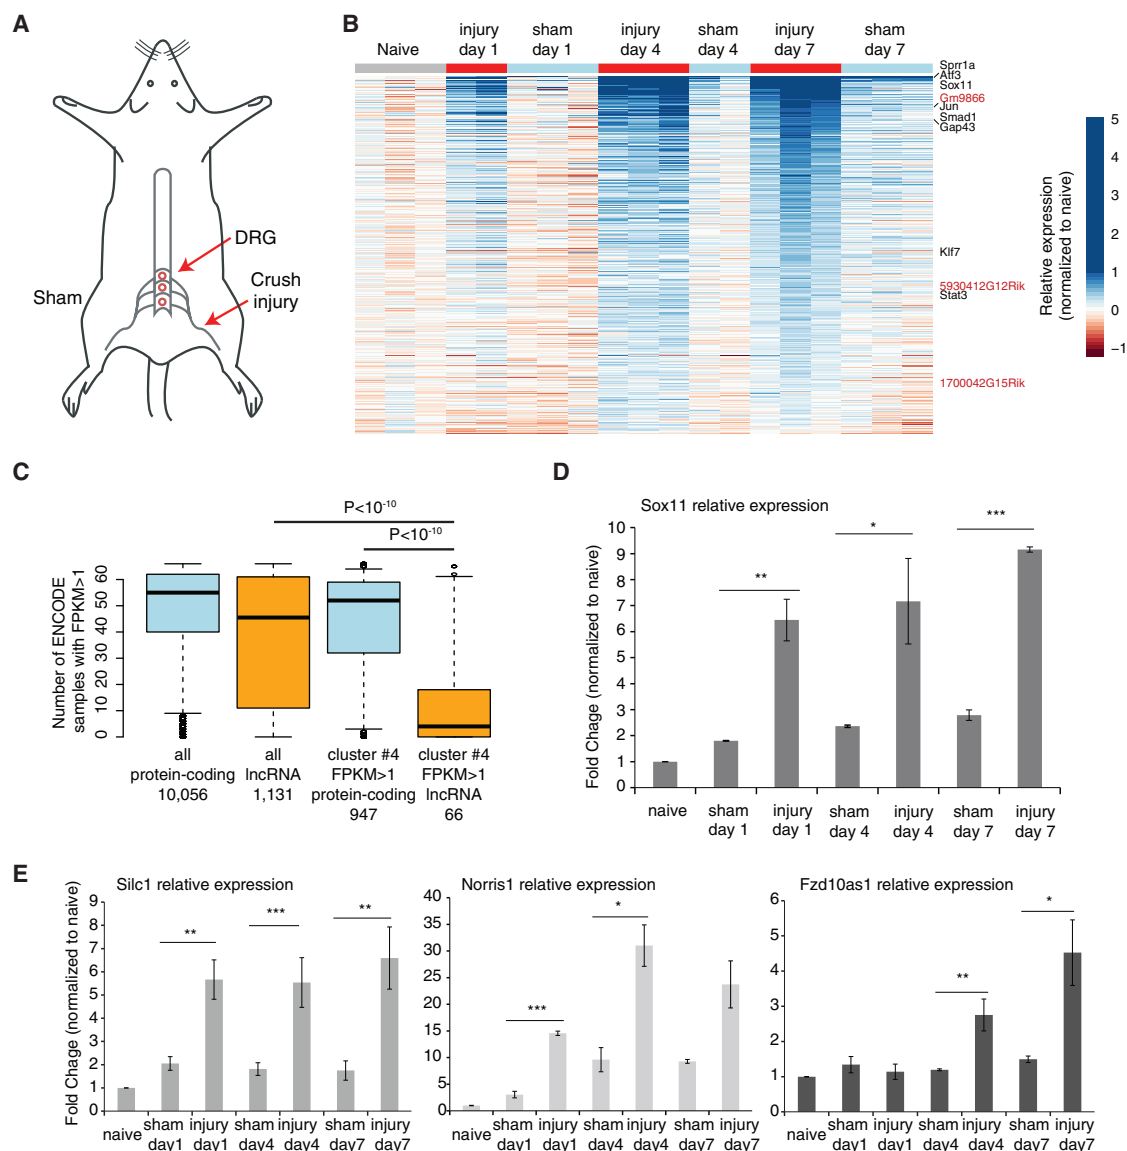 A
DRG
Crush
injury
Sham
B
Naive
injury
day 1
sham
day 1
injury
day 4
sham
day 4
injury
day 7
sham
day 7
Sprr1a
Atf3
Sox11
Gm9866
Jun
Smad1
Gap43
Klf7
5930412G12Rik
Stat3
1700042G15Rik
Relative expression
(normalized to naive)
5
4
3
2
1
0
−1
C
P<10-10
P<10-10
Number of ENCODE
samples with FPKM>1
60
50
40
30
20
10
0
all
protein-coding
10,056
all
lncRNA
1,131
cluster #4
FPKM>1
protein-coding
947
cluster #4
FPKM>1
lncRNA
66
D
Sox11 relative expression
Fold Chage (normalized to naive)
10
9
8
7
6
5
4
3
2
1
0
**
*
***
naive
sham
day 1
injury
day 1
sham
day 4
injury
day 4
sham
day 7
injury
day 7
E
Silc1 relative expression
Fold Chage (normalized to naive)
9
8
7
6
5
4
3
2
1
0
**
***
**
naive
sham
day1
injury
day1
sham
day4
injury
day4
sham
day7
injury
day7
Norris1 relative expression
40
35
30
25
20
15
10
5
0
***
*
naive
sham
day1
injury
day1
sham
day4
injury
day4
sham
day7
injury
day7
Fzd10as1 relative expression
6
5
4
3
2
1
0
**
*
naive
sham
day1
injury
day1
sham
day4
injury
day4
sham
day7
injury
day7